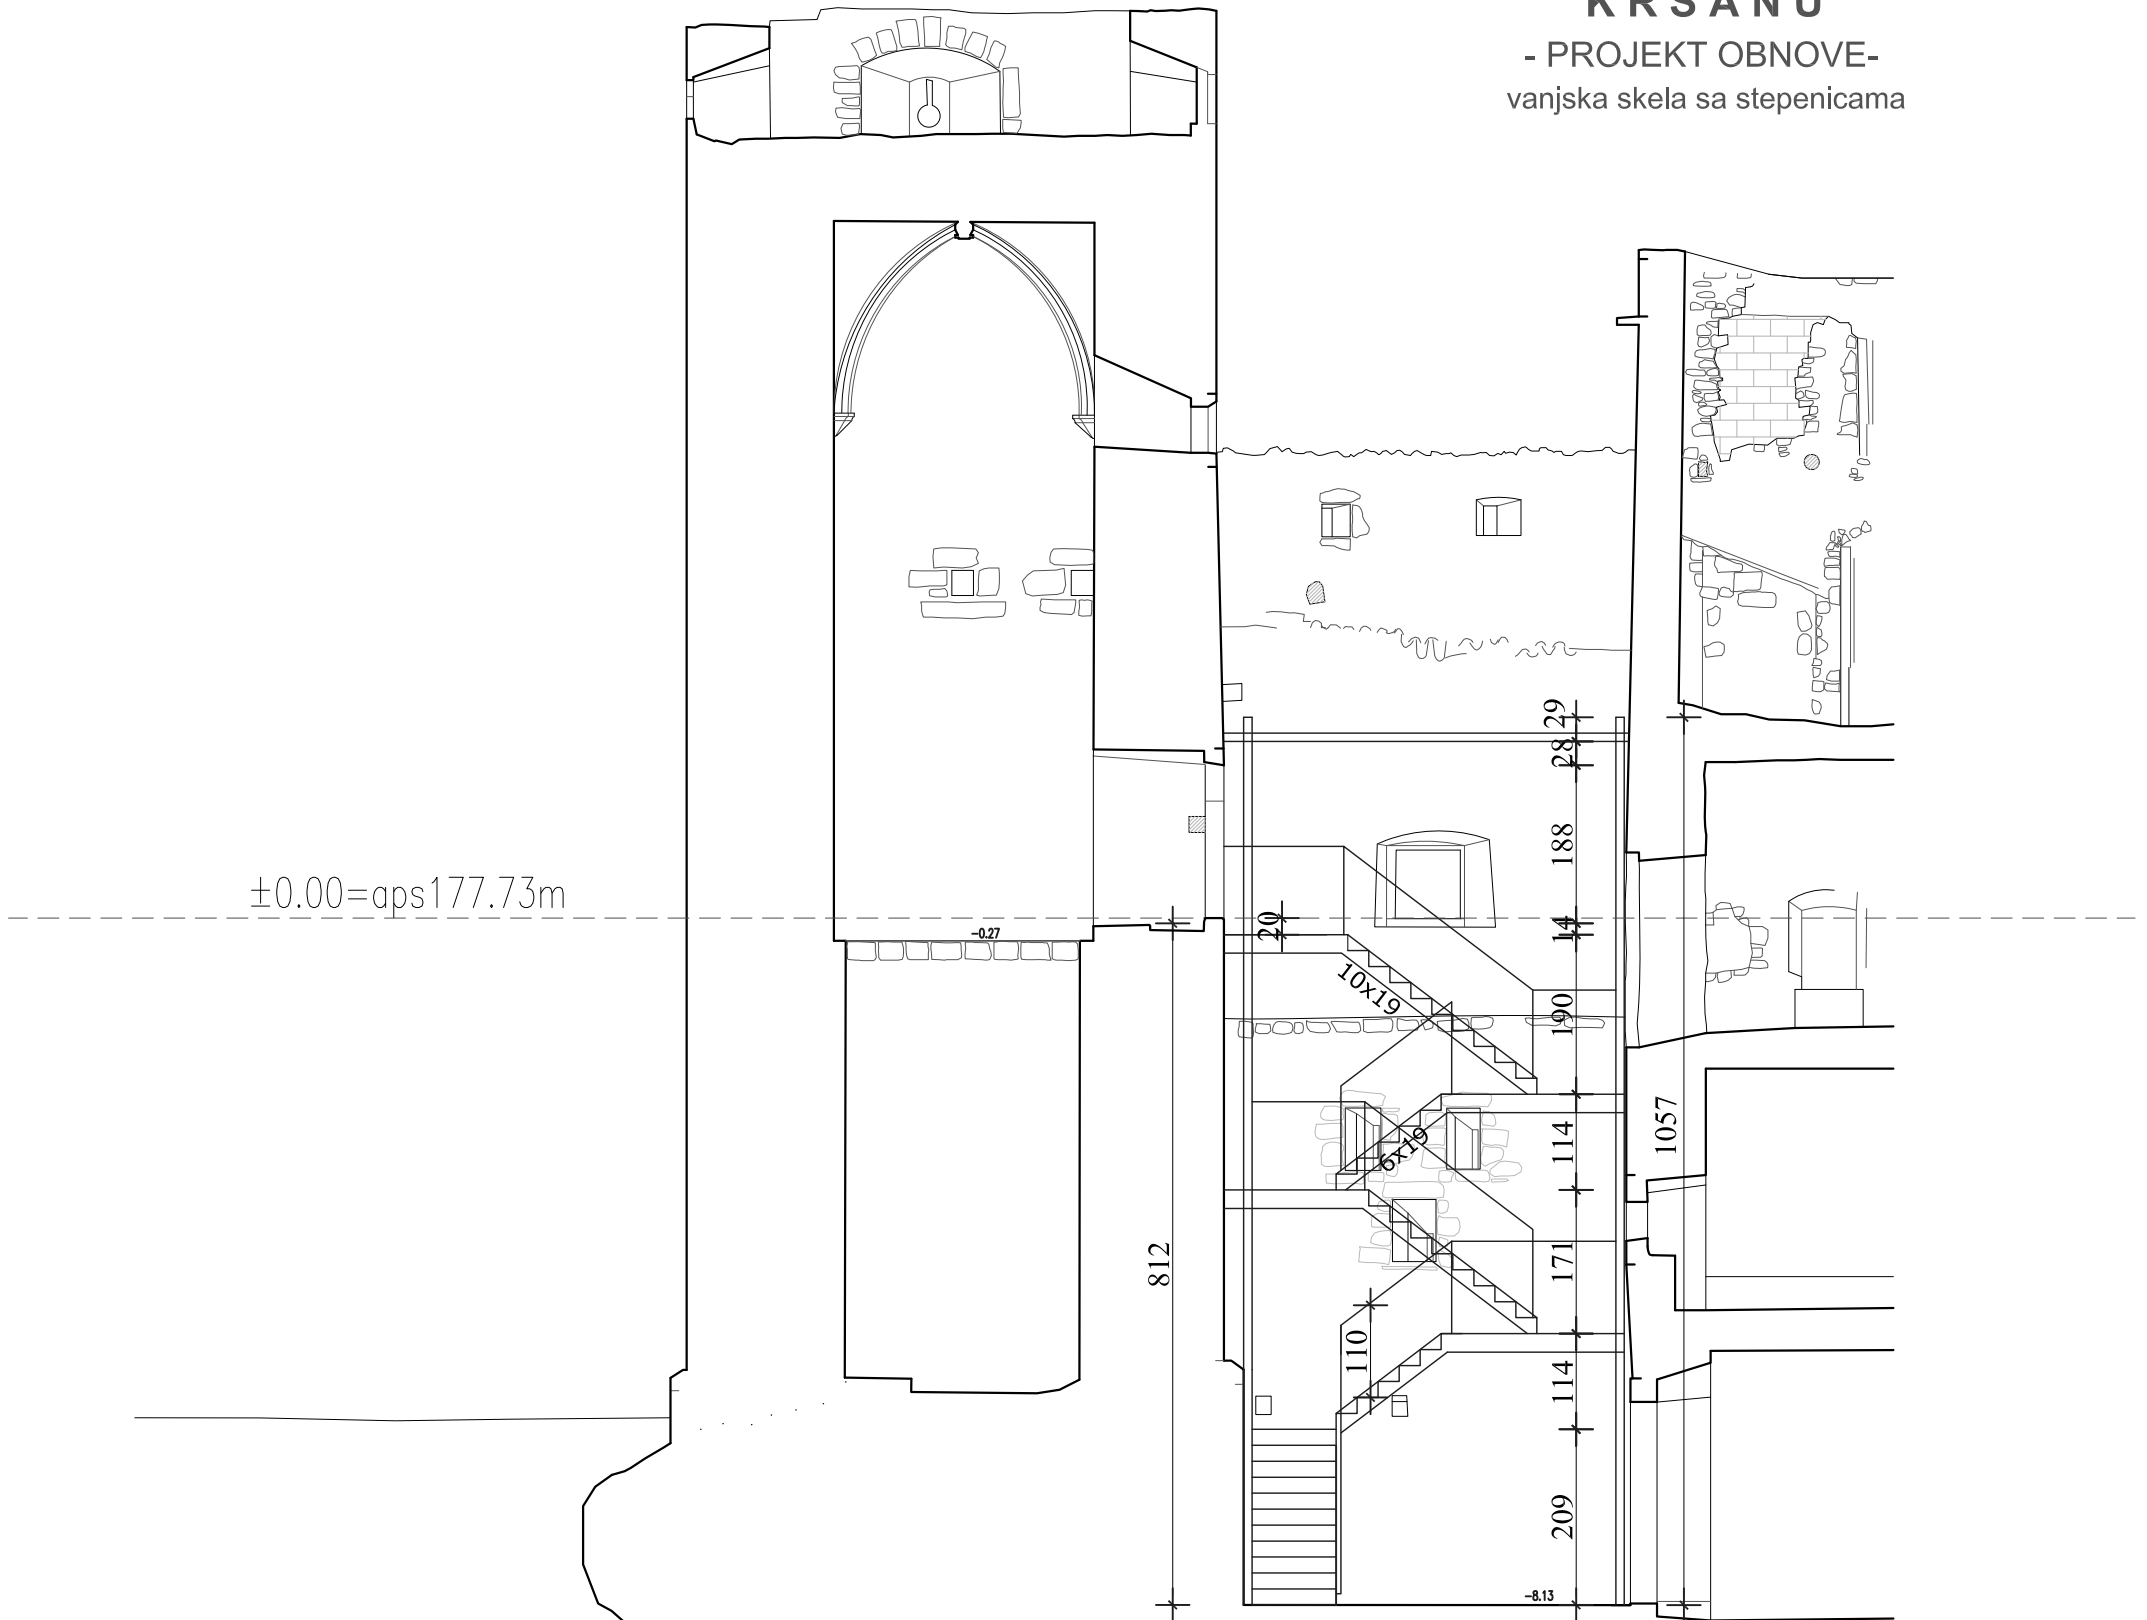 KRŠANU
- PROJEKT OBNOVE-
vanjska skela sa stepenicama
29
28
188
±0.00=aps177.73m
20
14
-0.27
10x19
190
1057
114
6x19
812
171
110
114
209
-8.13